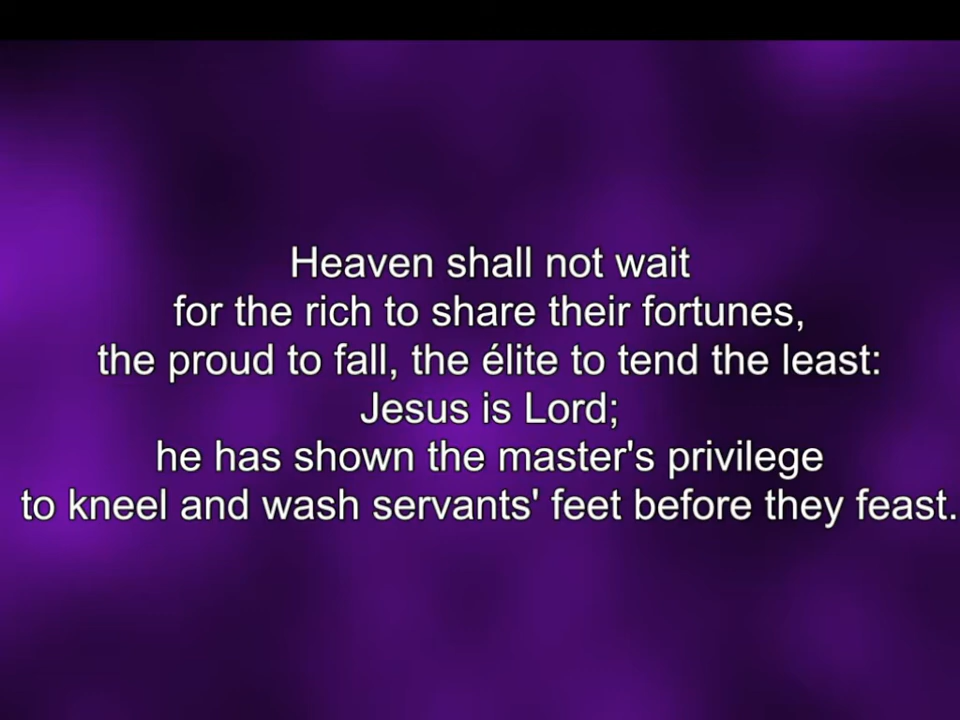 Heaven shall not wait
for the rich to share their fortunes,
the proud to fall, the élite to tend the least:
Jesus is Lord;
he has shown the master's privilege
to kneel and wash servants' feet before they feast.